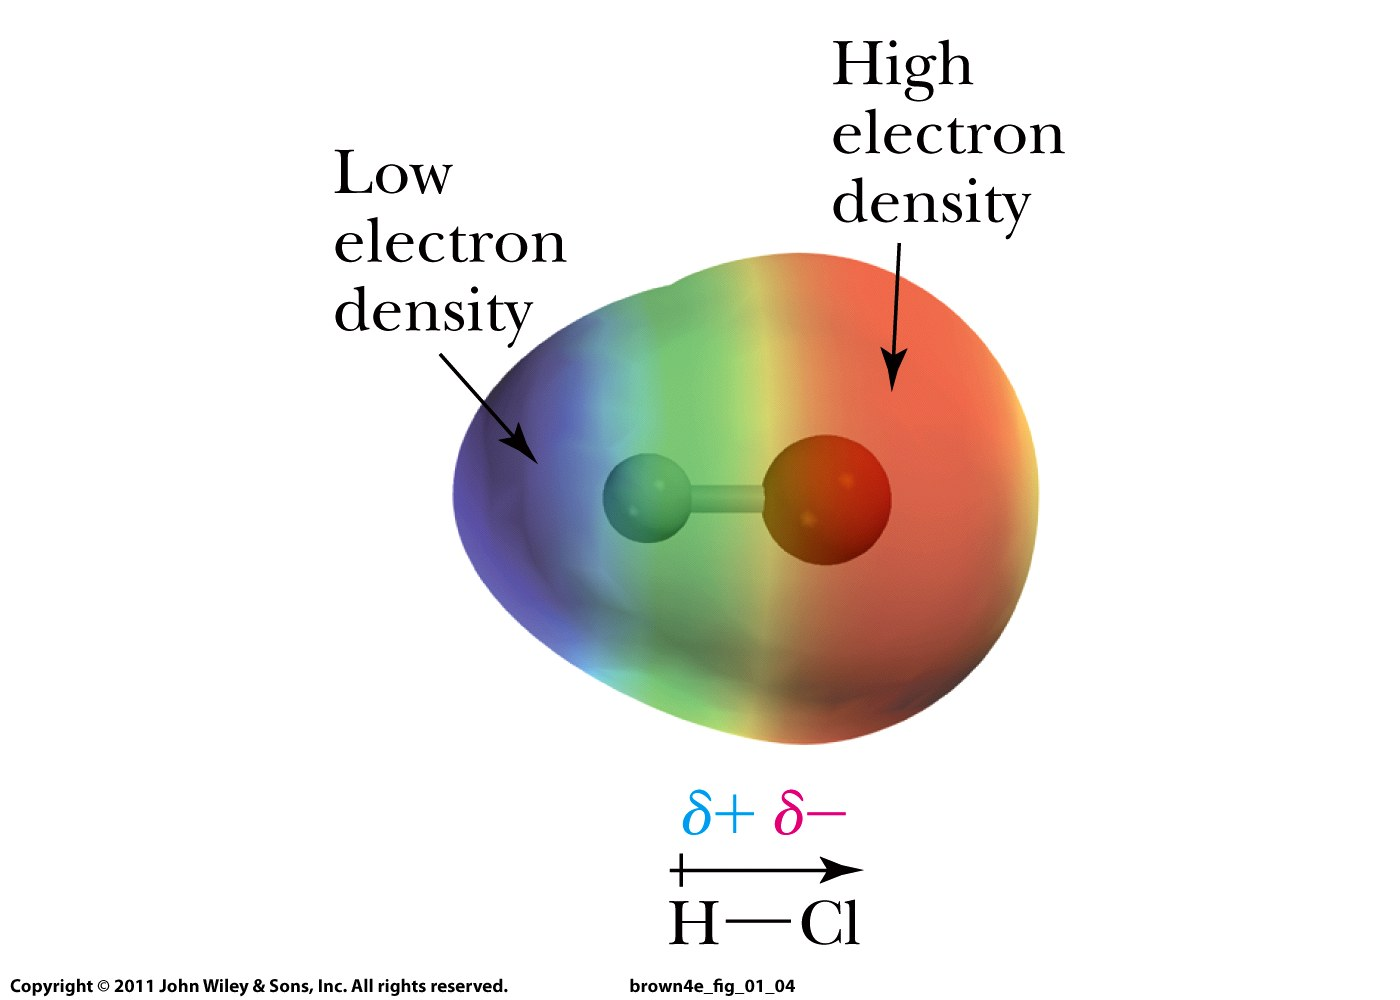 High
electron
density
Low
electron
density
δ+ δ−
H—Cl
Copyright © 2011 John Wiley & Sons, Inc. All rights reserved.
brown4e_fig_01_04